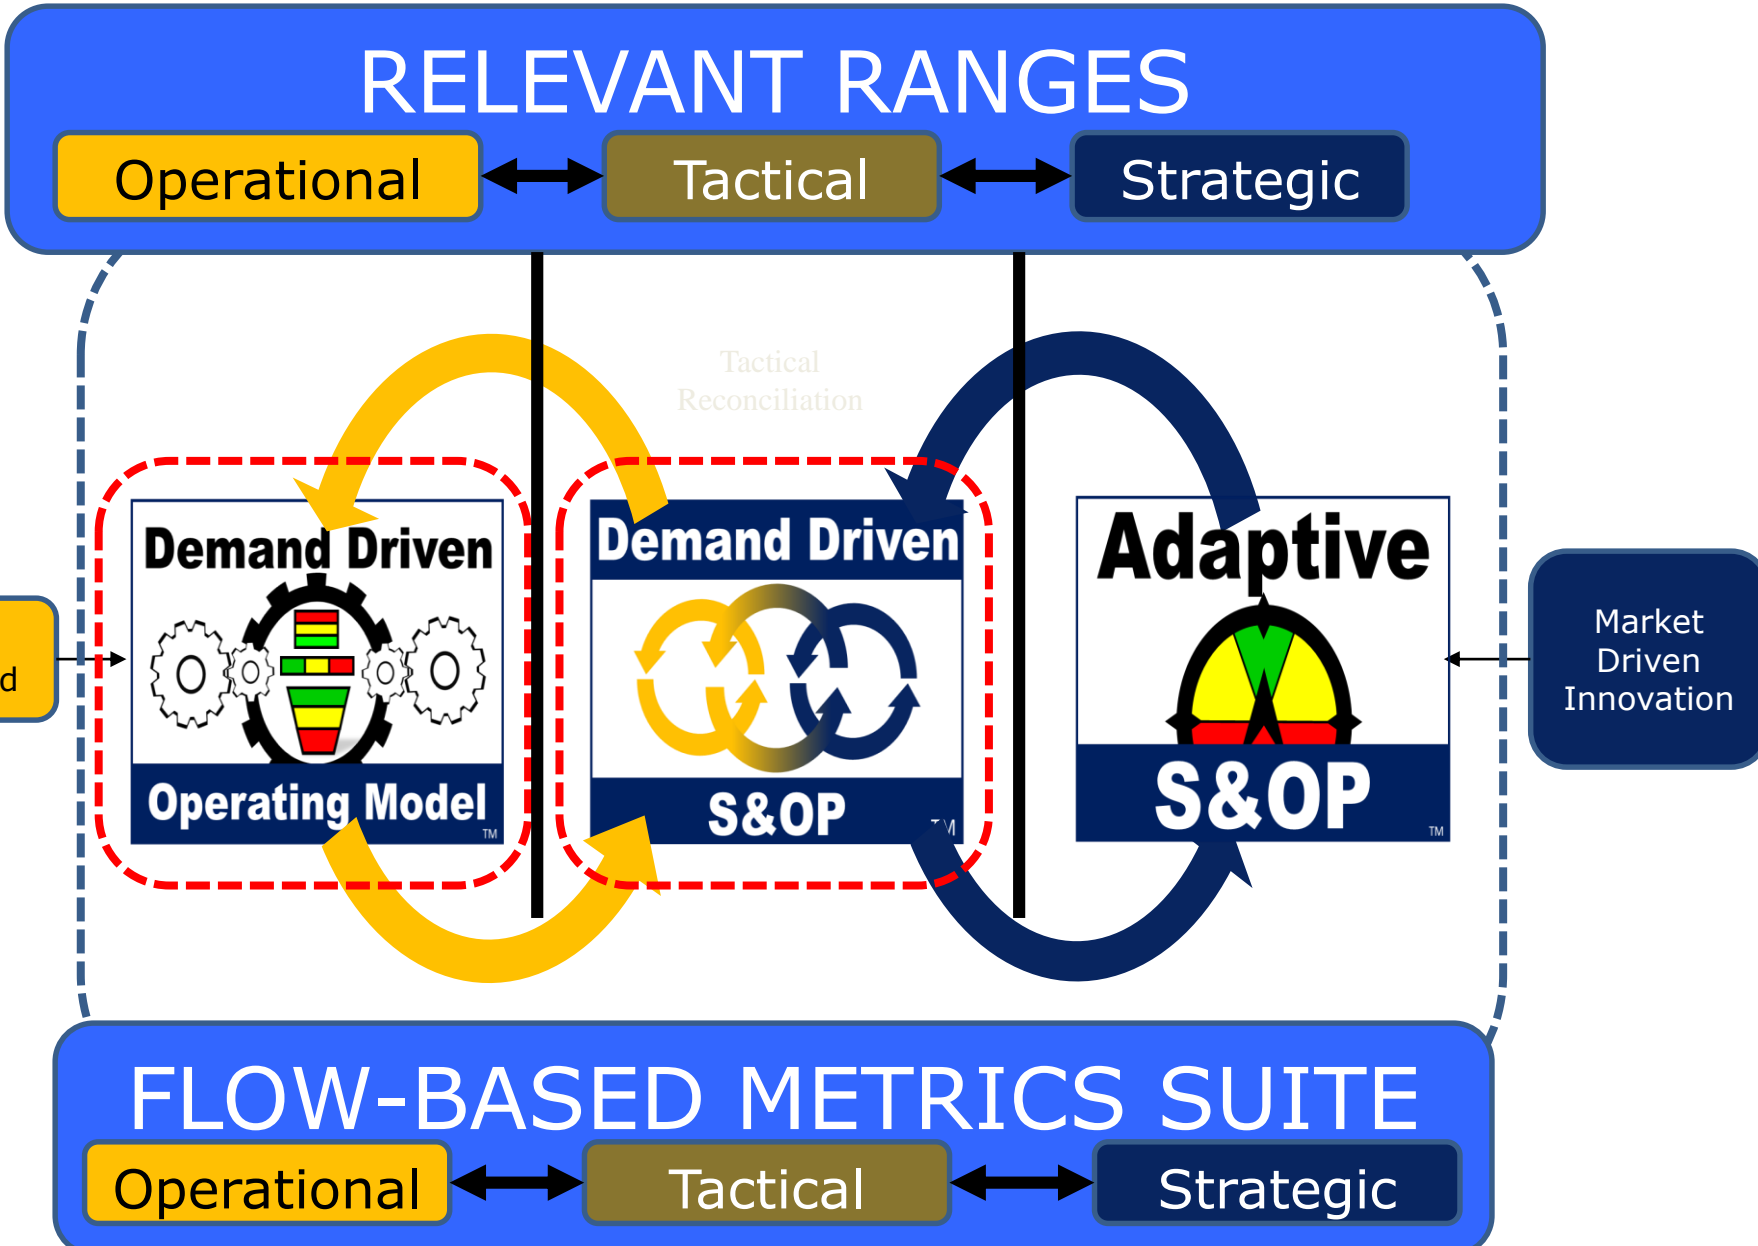 RELEVANT RANGES
Operational
Tactical
Strategic
Tactical
Reconciliation
Demand Driven
Operating Model
TM
Demand Driven
S&OP
TM
Adaptive
S&OP
TM
d
Market
Driven
Innovation
FLOW-BASED METRICS SUITE
Operational
Tactical
Strategic